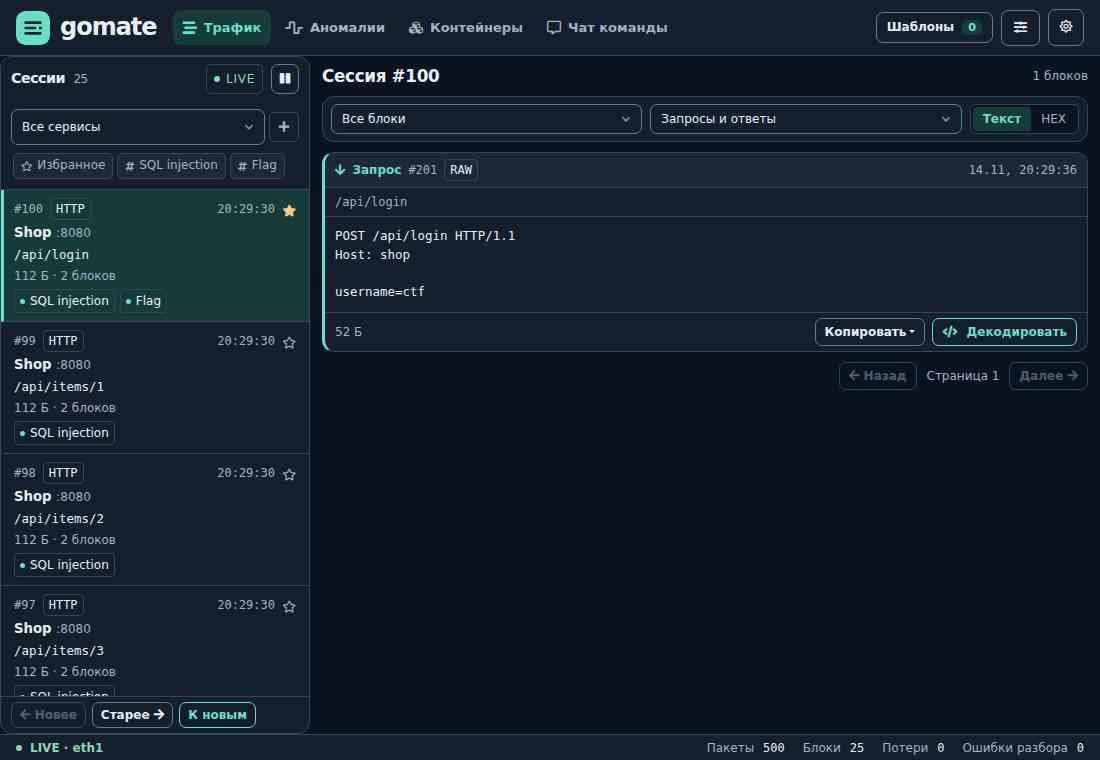 gomate
Трафик
Аномалии
Контейнеры
Чат команды
Шаблоны 0
Сессии 25
LIVE
Все сервисы
Избранное
# SQL injection
# Flag
#100 HTTP 20:29:30
Shop :8080
/api/login
112 Б · 2 блоков
SQL injection
Flag
#99 HTTP 20:29:30
Shop :8080
/api/items/1
112 Б · 2 блоков
SQL injection
#98 HTTP 20:29:30
Shop :8080
/api/items/2
112 Б · 2 блоков
SQL injection
#97 HTTP 20:29:30
Shop :8080
/api/items/3
112 Б · 2 блоков
SQL injection
← Новее
Старее →
К новым
Сессия #100
1 блоков
Все блоки
Запросы и ответы
Текст
HEX
Запрос #201 RAW 14.11, 20:29:36
/api/login
POST /api/login HTTP/1.1
Host: shop
username=ctf
52 Б
Копировать
Декодировать
← Назад
Страница 1
Далее →
LIVE · eth1
Пакеты 500
Блоки 25
Потери 0
Ошибки разбора 0